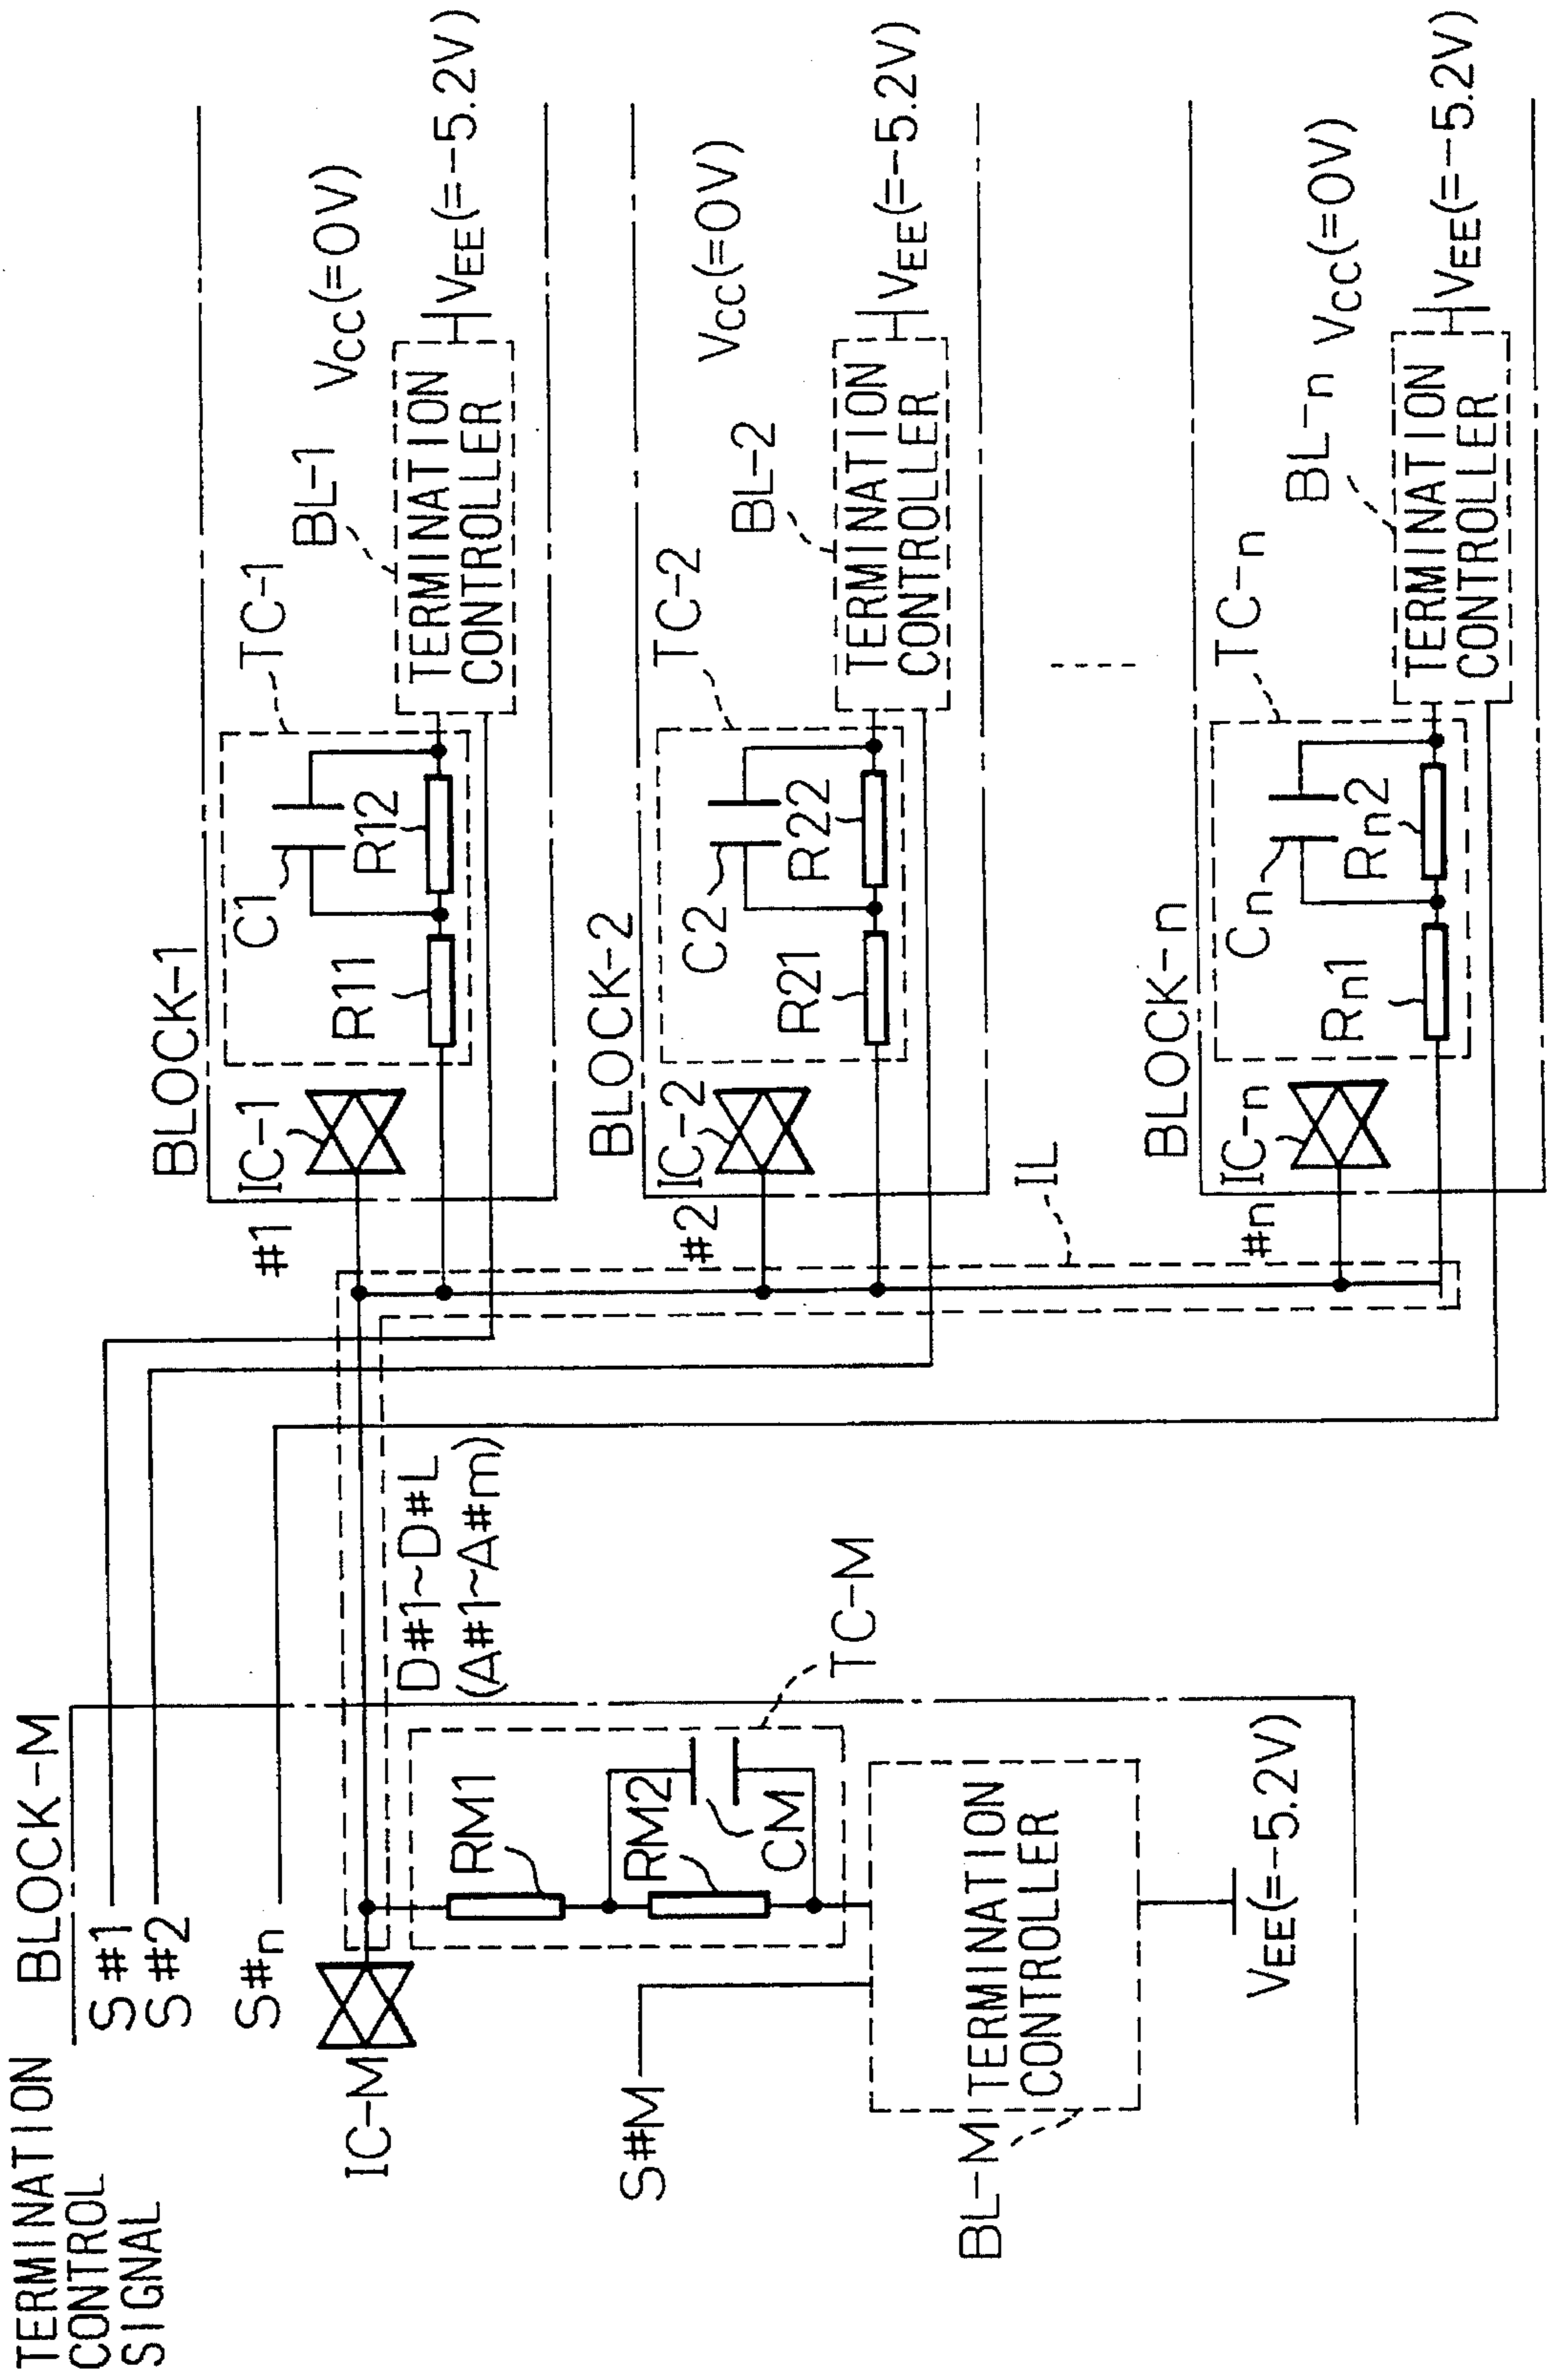 TERMINATION
CONTROL
SIGNAL
BLOCK-M
S#1
S#2
S#n
IC-M
S#M
BL-M
TERMINATION
CONTROLLER
VEE(=-5.2V)
RM1
RM2
CM
TC-M
D#1~D#L
(A#1~A#m)
IL
BLOCK-1
#1
IC-1
R11
C1
R12
TC-1
BL-1
TERMINATION
CONTROLLER
VCC(=0V)
VEE(=-5.2V)
BLOCK-2
#2
IC-2
R21
C2
R22
TC-2
BL-2
TERMINATION
CONTROLLER
VCC(=0V)
VEE(=-5.2V)
BLOCK-n
#n
IC-n
Rn1
Cn
Rn2
TC-n
BL-n
TERMINATION
CONTROLLER
VCC(=0V)
VEE(=-5.2V)